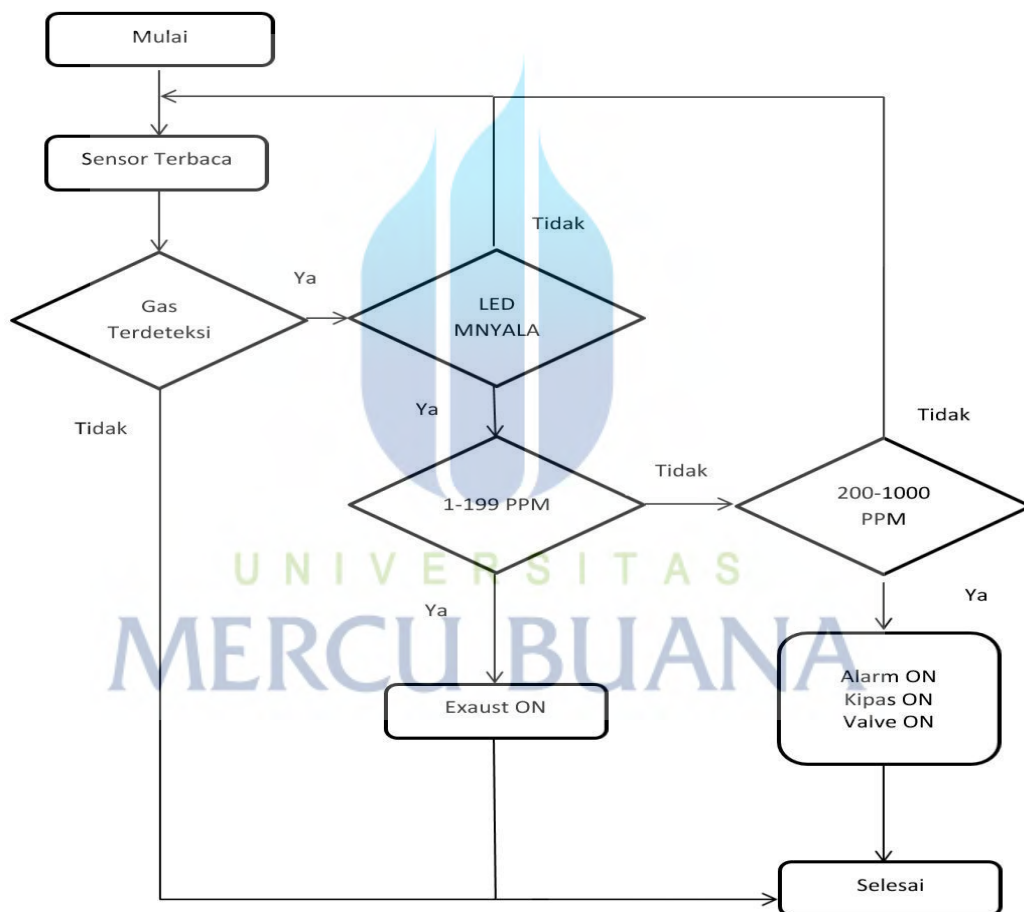 Mulai
Sensor Terbaca
Tidak
Ya
Gas
Terdeteksi
LED
MNYALA
Tidak
Ya
Tidak
Tidak
1-199 PPM
200-1000
PPM
UNIVERSITAS
Ya
Ya
MERCU BUANA
Alarm ON
Kipas ON
Valve ON
Exaust ON
Selesai